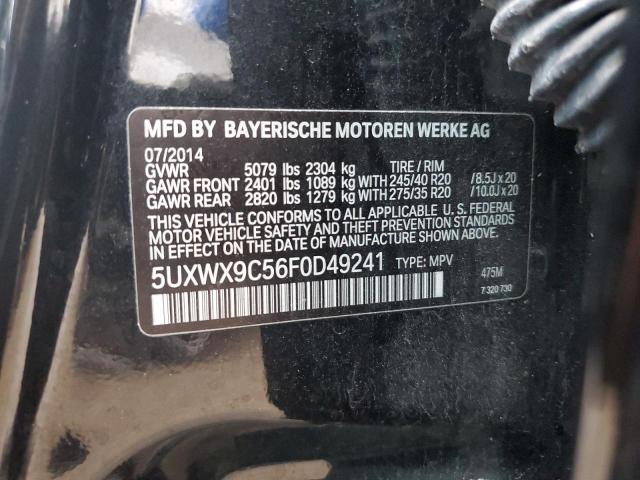 MFD BY BAYERISCHE MOTOREN WERKE AG
07/2014
GVWR 5079 lbs 2304 kg TIRE / RIM
GAWR FRONT 2401 lbs 1089 kg WITH 245/40 R20 / 8.5J x 20
GAWR REAR 2820 lbs 1279 kg WITH 275/35 R20 / 10.0J x 20
THIS VEHICLE CONFORMS TO ALL APPLICABLE U. S. FEDERAL
MOTOR VEHICLE SAFETY AND THEFT PREVENTION STANDARDS
IN EFFECT ON THE DATE OF MANUFACTURE SHOWN ABOVE.
5UXWX9C56F0D49241 TYPE: MPV 475M
7 320 730